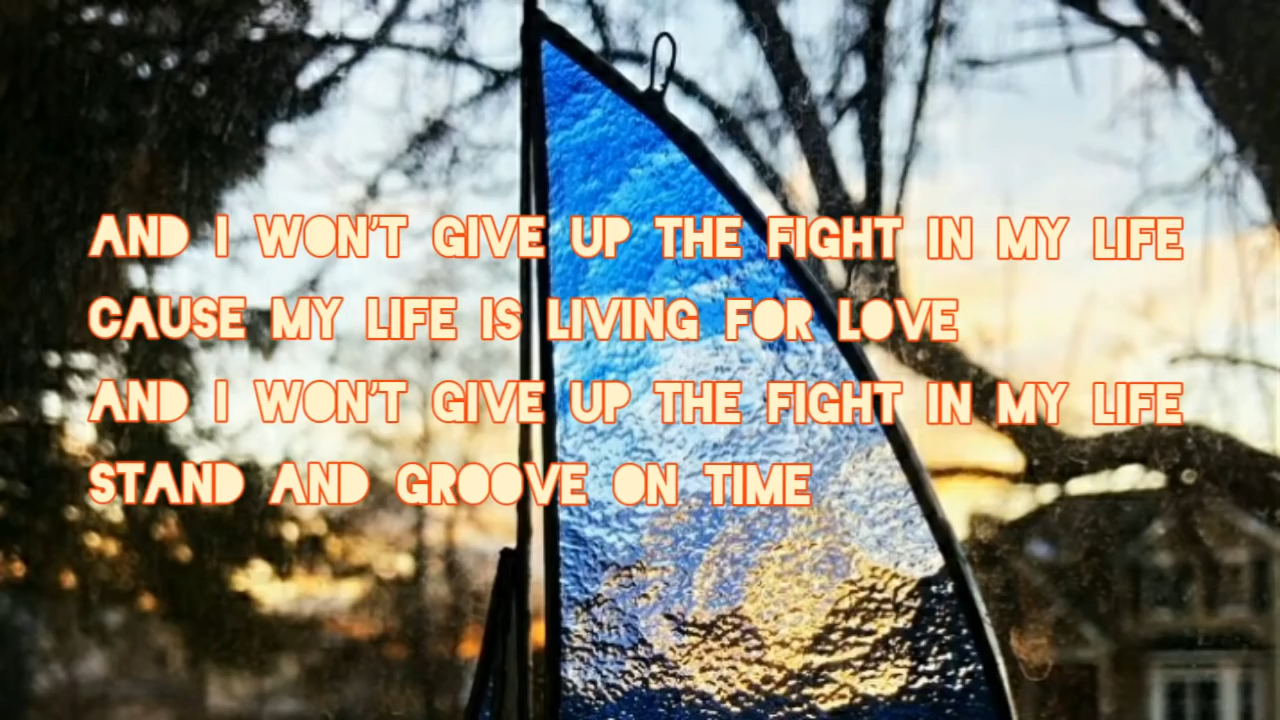 AND I WON'T GIVE UP THE FIGHT IN MY LIFE
CAUSE MY LIFE IS LIVING FOR LOVE
AND I WON'T GIVE UP THE FIGHT IN MY LIFE
STAND AND GROOVE ON TIME